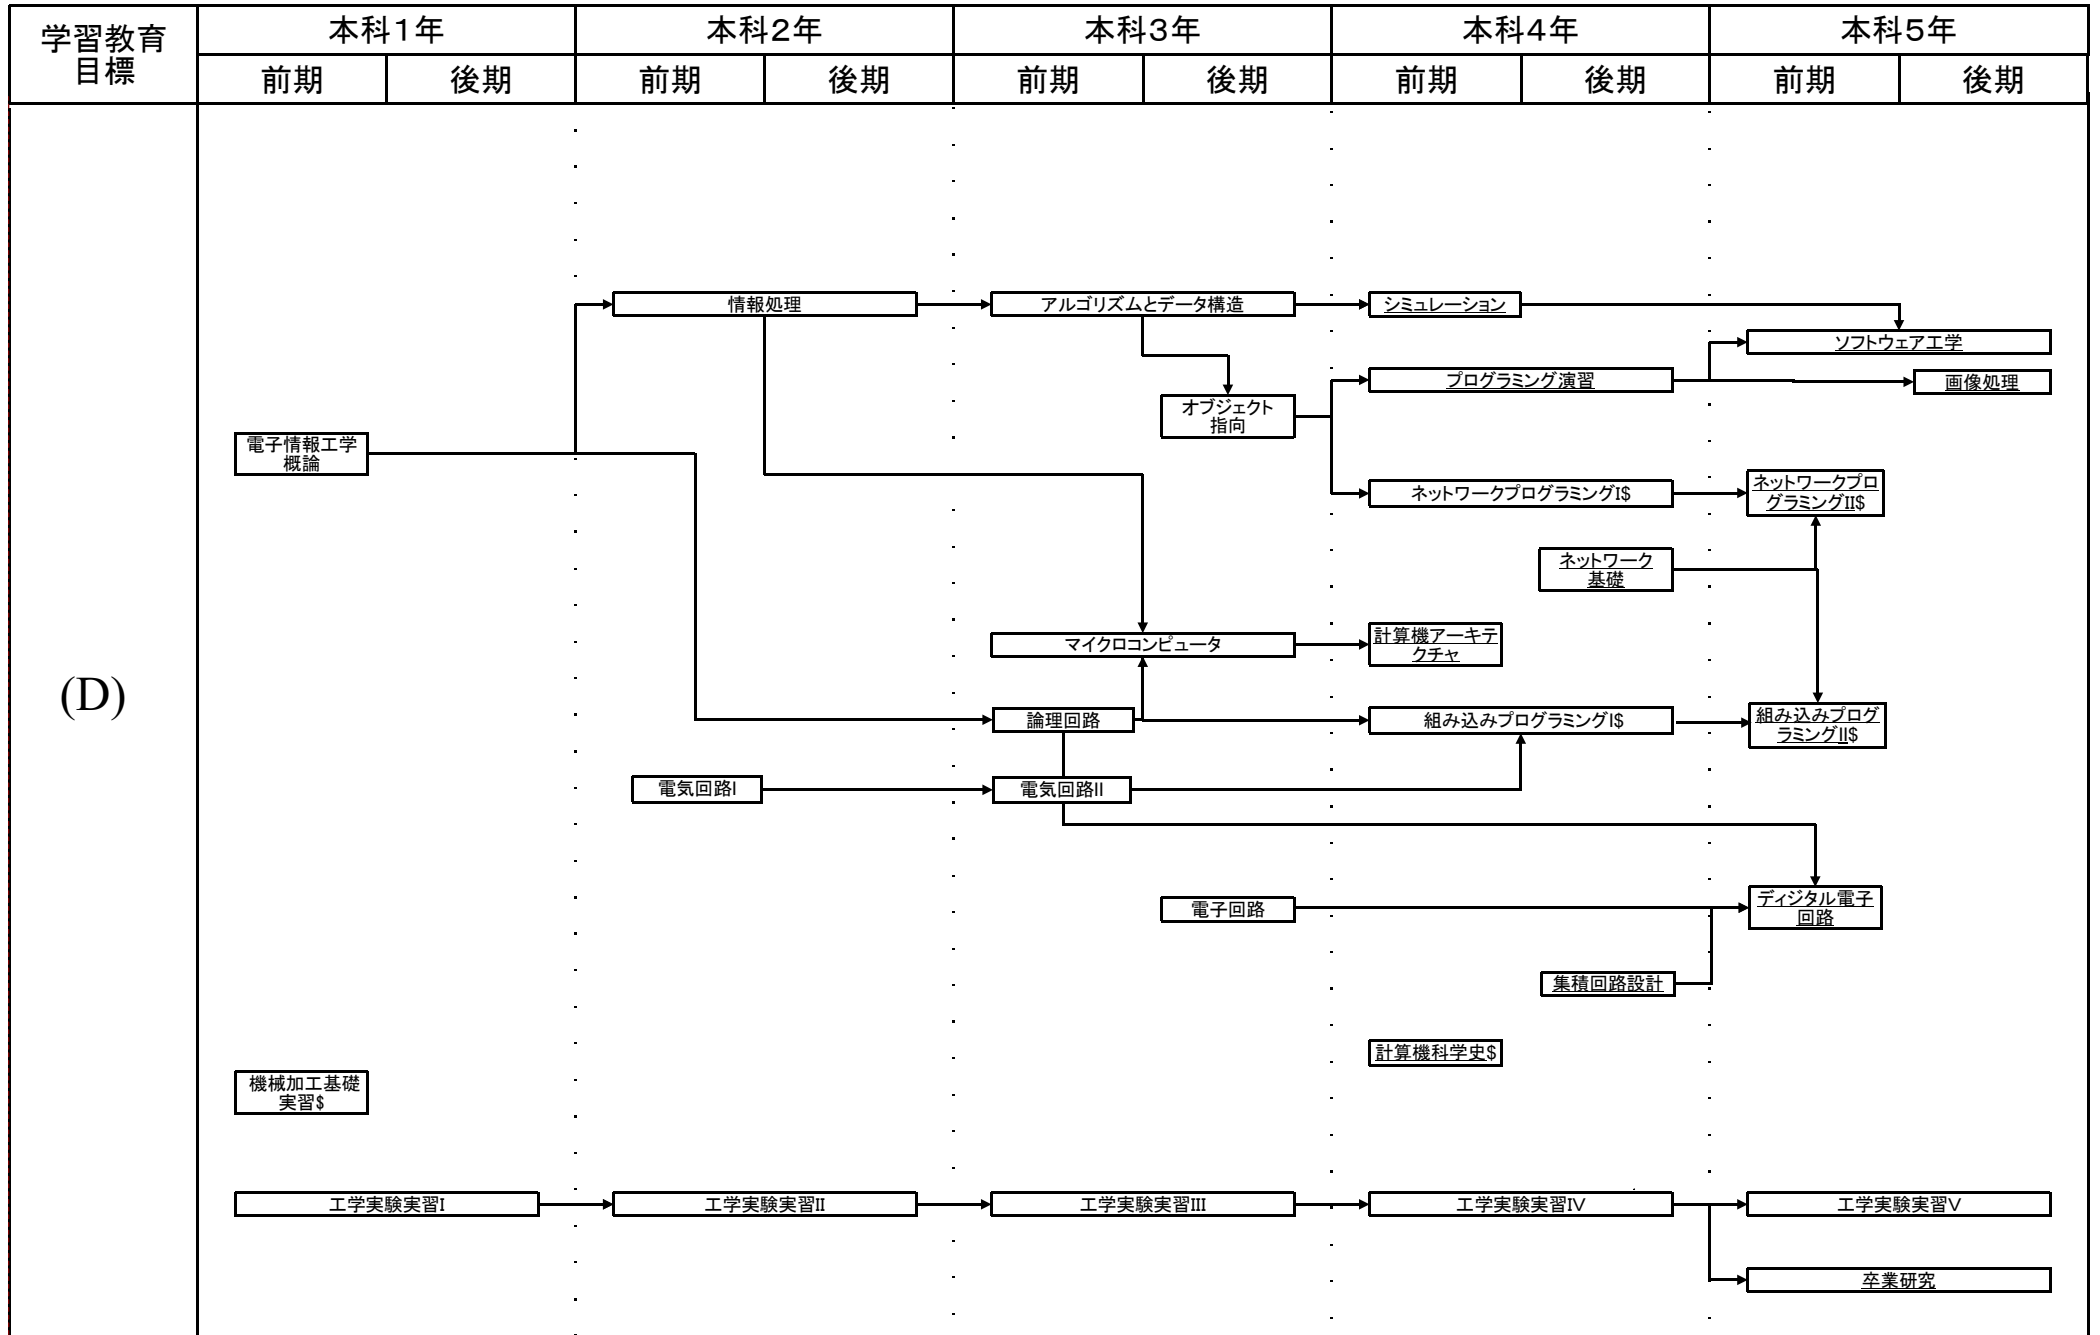 学習教育
目標
本科1年
本科2年
本科3年
本科4年
本科5年
前期
後期
前期
後期
前期
後期
前期
後期
前期
後期
(D)
情報処理
アルゴリズムとデータ構造
シミュレーション
ソフトウェア工学
プログラミング演習
画像処理
オブジェクト
指向
電子情報工学
概論
ネットワークプログラミングI$
ネットワークプロ
グラミングII$
ネットワーク
基礎
マイクロコンピュータ
計算機アーキテ
クチャ
論理回路
組み込みプログラミングI$
組み込みプログ
ラミングII$
電気回路I
電気回路II
電子回路
ディジタル電子
回路
集積回路設計
計算機科学史$
機械加工基礎
実習$
工学実験実習I
工学実験実習II
工学実験実習III
工学実験実習IV
工学実験実習V
卒業研究